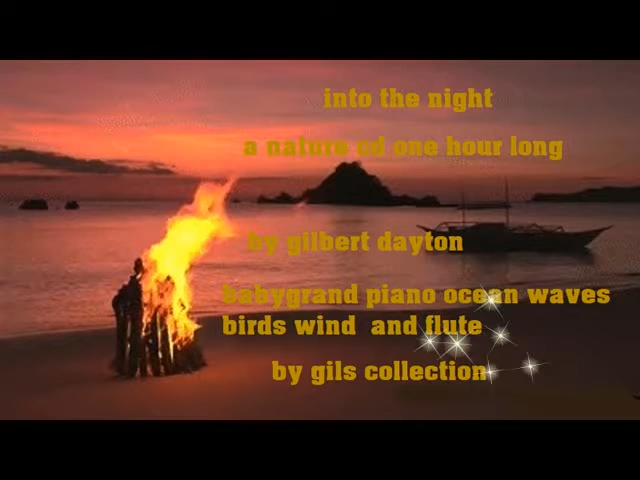 into the night
a nature cd one hour long
by gilbert dayton
babygrand piano ocean waves
birds wind and flute
by gils collection